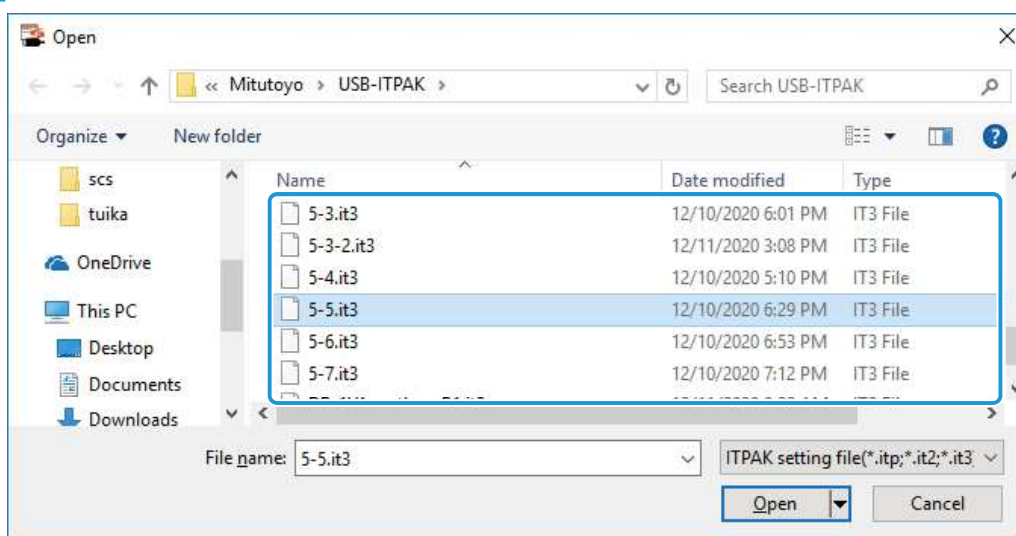 Open
« Mitutoyo › USB-ITPAK ›
Search USB-ITPAK
Organize
New folder
scs
tuika
OneDrive
This PC
Desktop
Documents
Downloads
Name Date modified Type
5-3.it3 12/10/2020 6:01 PM IT3 File
5-3-2.it3 12/11/2020 3:08 PM IT3 File
5-4.it3 12/10/2020 5:10 PM IT3 File
5-5.it3 12/10/2020 6:29 PM IT3 File
5-6.it3 12/10/2020 6:53 PM IT3 File
5-7.it3 12/10/2020 7:12 PM IT3 File
File name: 5-5.it3
ITPAK setting file(*.itp;*.it2;*.it3
Open Cancel